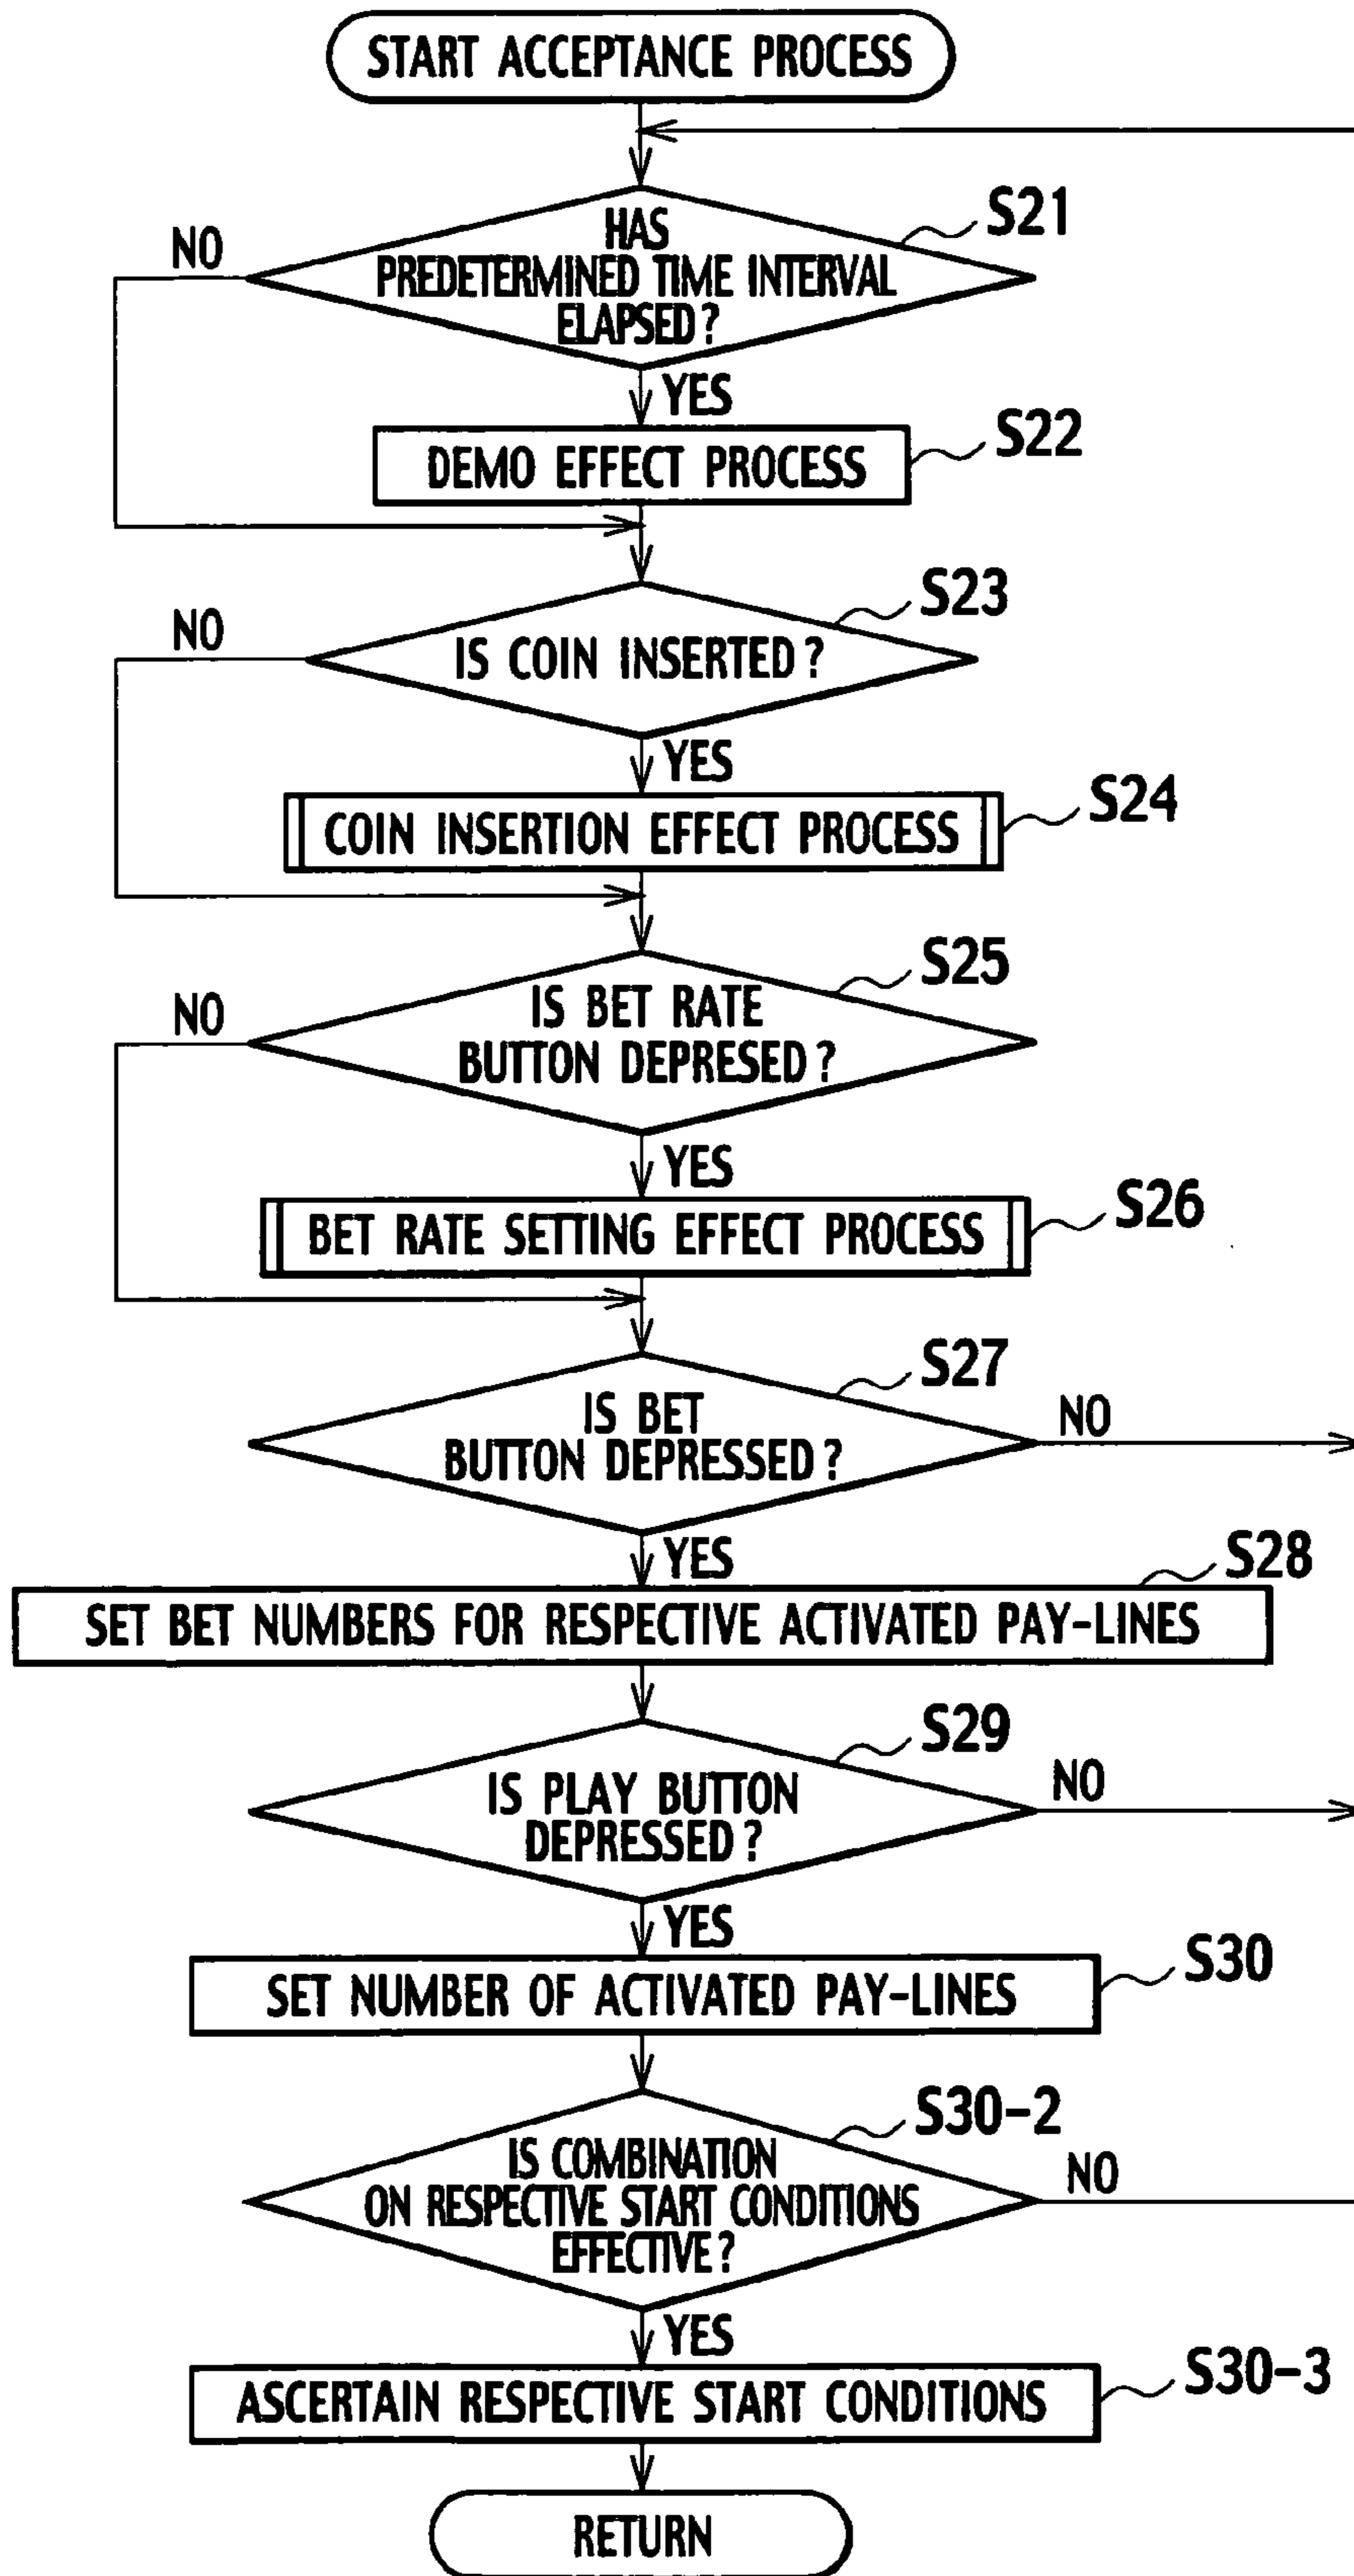 START ACCEPTANCE PROCESS
S21
HAS
NO
PREDETERMINED TIME INTERVAL
ELAPSED?
YES
S22
DEMO EFFECT PROCESS
S23
NO
IS COIN INSERTED?
YES
S24
COIN INSERTION EFFECT PROCESS
S25
IS BET RATE
NO
BUTTON DEPRESED?
YES
S26
BET RATE SETTING EFFECT PROCESS
S27
IS BET
NO
BUTTON DEPRESSED?
YES
S28
SET BET NUMBERS FOR RESPECTIVE ACTIVATED PAY-LINES
S29
IS PLAY BUTTON
NO
DEPRESSED?
YES
S30
SET NUMBER OF ACTIVATED PAY-LINES
S30-2
IS COMBINATION
NO
ON RESPECTIVE START CONDITIONS
EFFECTIVE?
YES
S30-3
ASCERTAIN RESPECTIVE START CONDITIONS
RETURN